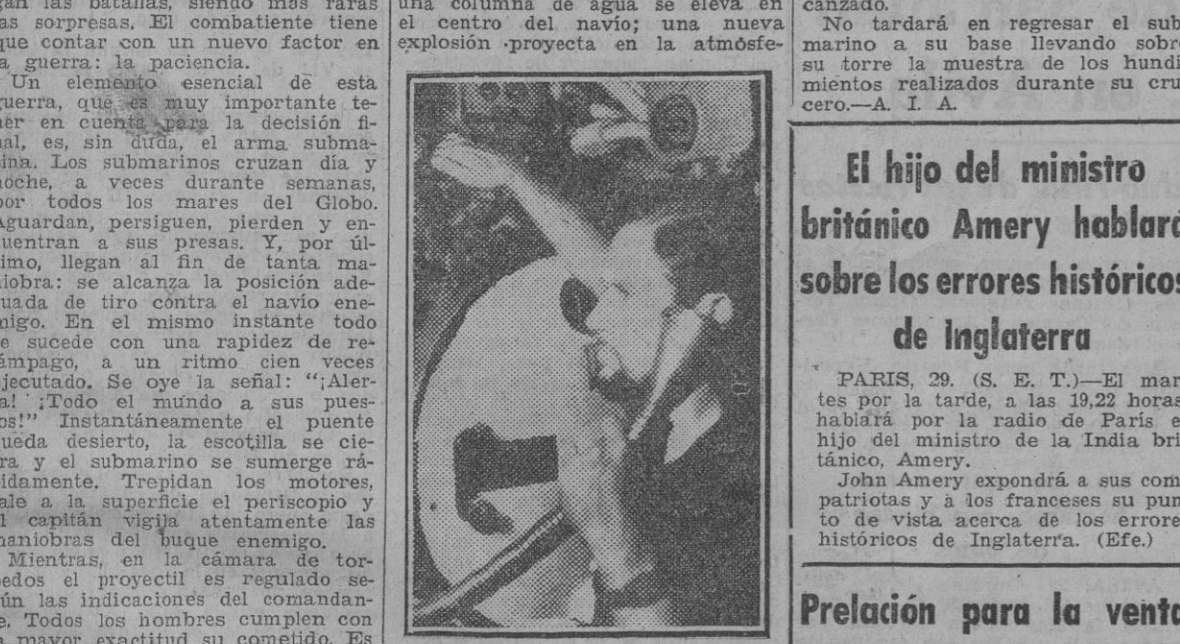 las batallas, siendo más raras
sorpresas. El combatiente tiene
que contar con un nuevo factor en
guerra: la paciencia.
Un elemento esencial de esta
guerra, que es muy importante te-
ner en cuenta para la decisión fi-
nal, es, sin duda, el arma subma-
rina. Los submarinos cruzan día y
noche, a veces durante semanas,
por todos los mares del Globo.
Aguardan, persiguen, pierden y en-
cuentran a sus presas. Y, por úl-
timo, llegan al fin de tanta ma-
niobra: se alcanza la posición ade-
cuada de tiro contra el navío ene-
migo. En el mismo instante todo
sucede con una rapidez de re-
lámpago, a un ritmo cien veces
ejecutado. Se oye la señal: "¡Aler-
ta! ¡Todo el mundo a sus pues-
tos!" Instantáneamente el puente
queda desierto, la escotilla se cie-
rra y el submarino se sumerge rá-
pidamente. Trepidan los motores,
sale a la superficie el periscopio y
el capitán vigila atentamente las
maniobras del buque enemigo.
Mientras, en la cámara de tor-
pedos el proyectil es regulado se-
gún las indicaciones del comandan-
te. Todos los hombres cumplen con
mayor exactitud su cometido. Es
una columna de agua se eleva en
el centro del navío; una nueva
explosión proyecta en la atmósfe-
canzado.
No tardará en regresar el sub
marino a su base llevando sobre
su torre la muestra de los hundi
mientos realizados durante su cru
cero.—A. I. A.
El hijo del ministro
británico Amery hablará
sobre los errores históricos
de Inglaterra
PARIS, 29. (S. E. T.)—El mar
tes por la tarde, a las 19,22 horas
hablará por la radio de París e
hijo del ministro de la India bri
tánico, Amery.
John Amery expondrá a sus com
patriotas y a los franceses su pun
to de vista acerca de los errore
históricos de Inglaterra. (Efe.)
Prelación para la venta